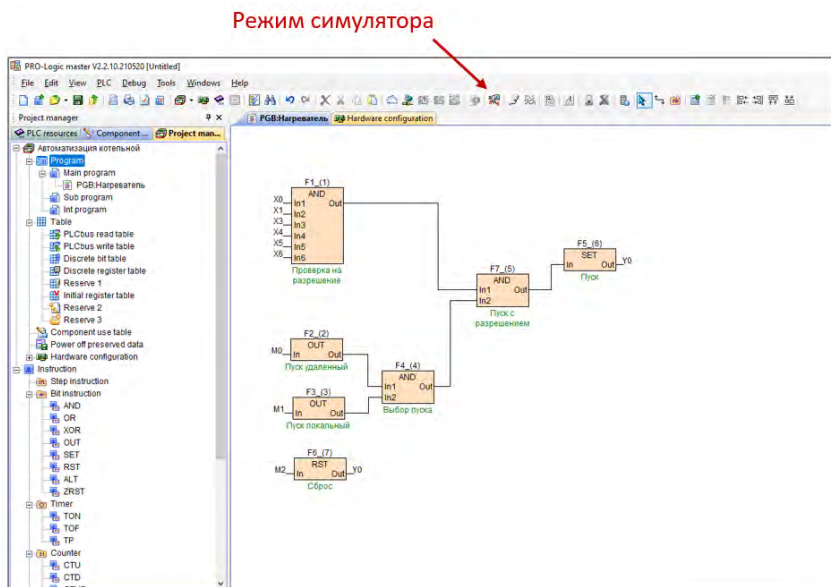 Режим симулятора
PRO-Logic master V2.2.10.210520 [Untitled]
File Edit View PLC Debug Tools Windows Help
Project manager
PLC resources Component ... Project man...
PGB:Нагреватель Hardware configuration
Автоматизация котельной
Program
Main program
PGB:Нагреватель
Sub program
Int program
Table
PLCbus read table
PLCbus write table
Discrete bit table
Discrete register table
Reserve 1
Initial register table
Reserve 2
Reserve 3
Component use table
Power off preserved data
Hardware configuration
Instruction
Step instruction
Bit instruction
AND
OR
XOR
OUT
SET
RST
ALT
ZRST
Timer
TON
TOF
TP
Counter
CTU
CTD
F1_(1)
AND
X0 In1 Out
X1 In2
X3 In3
X4 In4
X5 In5
X6 In6
Проверка на
разрешение
F2_(2)
OUT
M0 In Out
Пуск удаленный
F3_(3)
OUT
M1 In Out
Пуск локальный
F4_(4)
AND
In1 Out
In2
Выбор пуска
F7_(5)
AND
In1 Out
In2
Пуск с
разрешением
F5_(6)
SET
In Out Y0
Пуск
F6_(7)
RST
M2 In Out Y0
Сброс